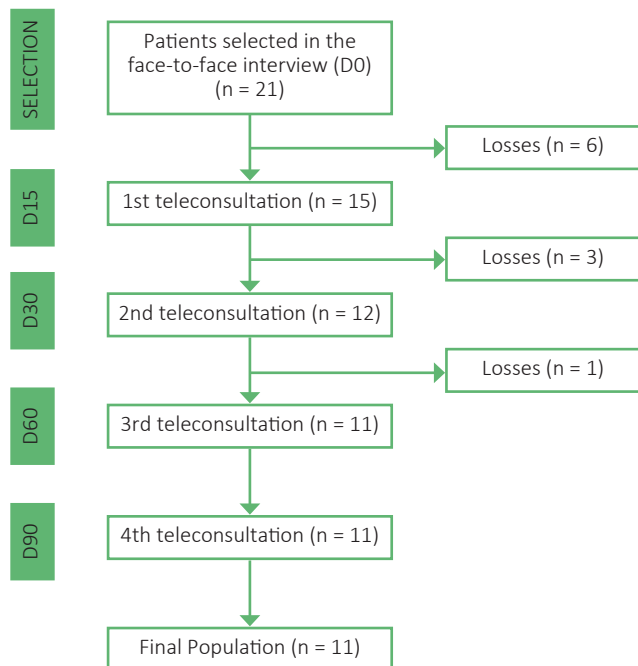 SELECTION
Patients selected in the
face-to-face interview (D0)
(n = 21)
Losses (n = 6)
D15
1st teleconsultation (n = 15)
Losses (n = 3)
D30
2nd teleconsultation (n = 12)
Losses (n = 1)
D60
3rd teleconsultation (n = 11)
D90
4th teleconsultation (n = 11)
Final Population (n = 11)